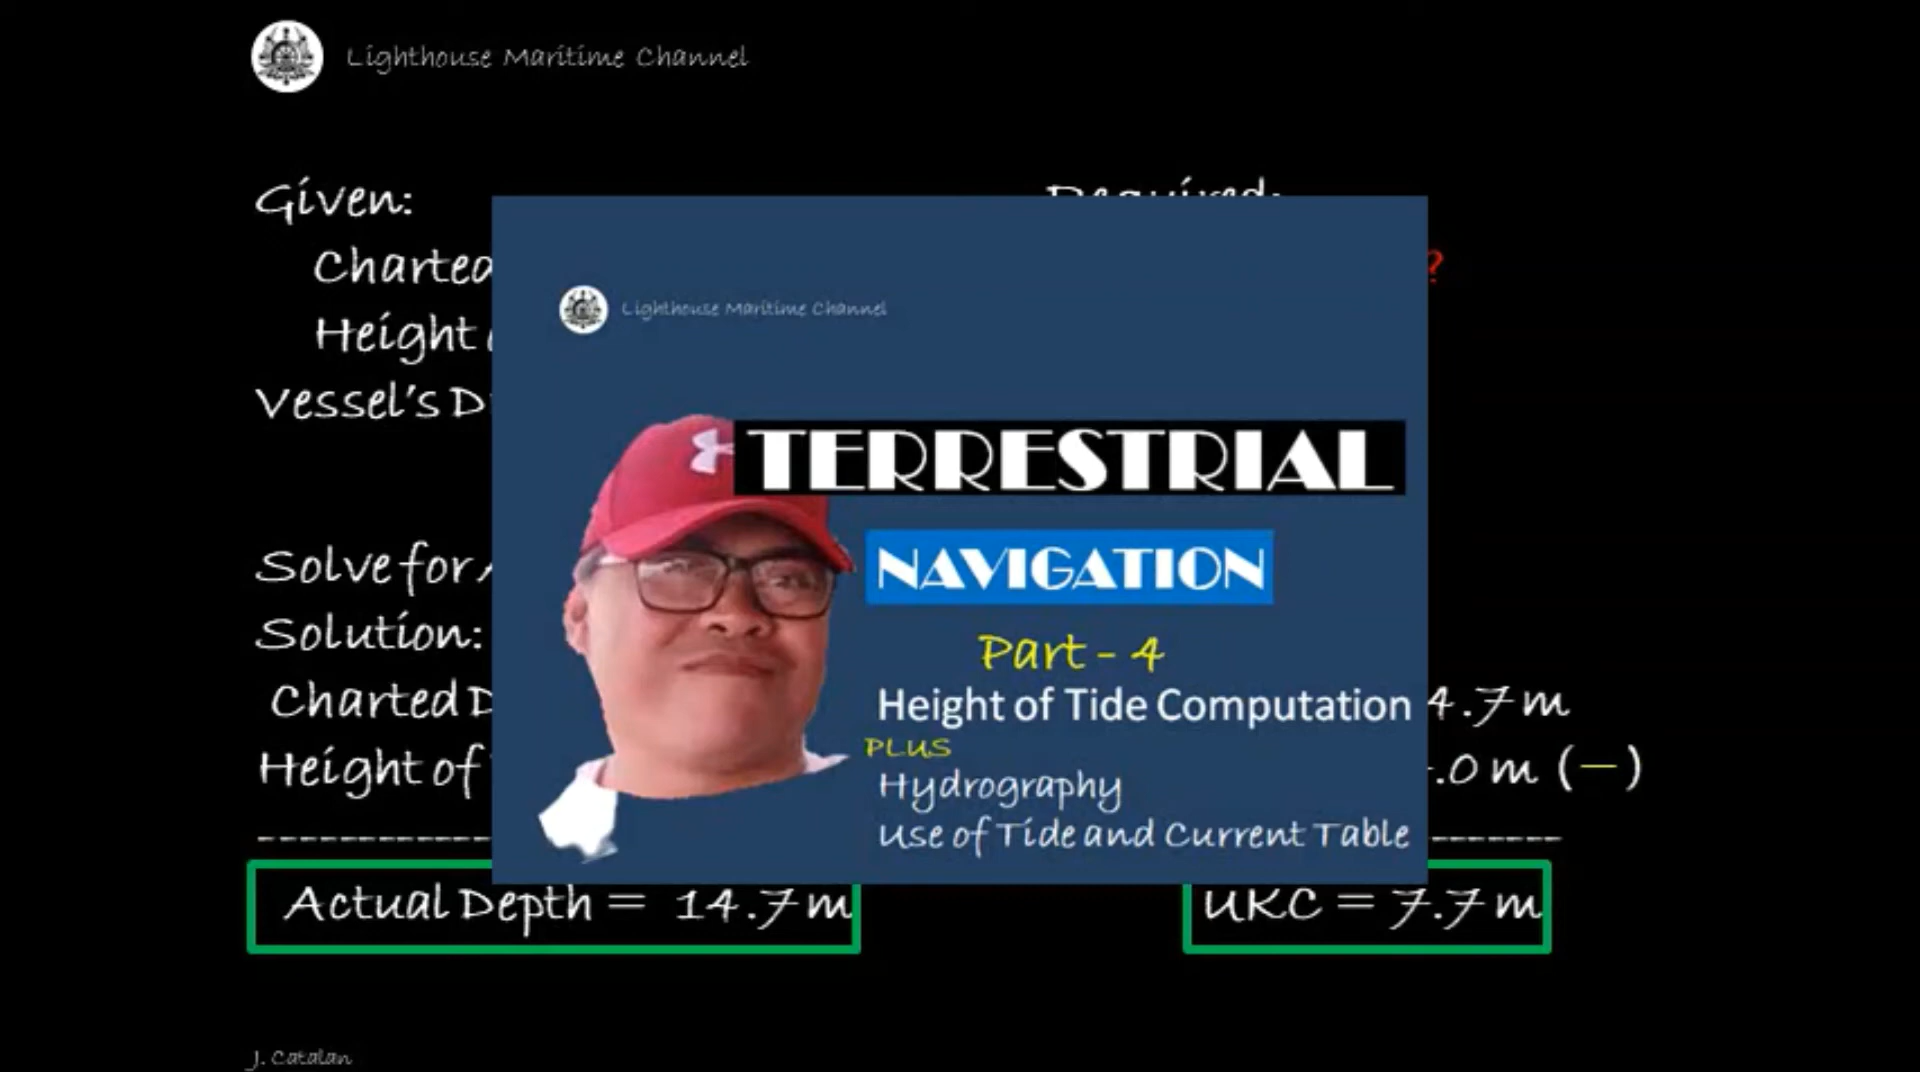 Lighthouse Maritime Channel
Given:
Required:
Charted
?
Height
Vessel's D
Lighthouse Maritime Channel
TERRESTRIAL
NAVIGATION
Part - 4
Height of Tide Computation
PLUS
Hydrography
Use of Tide and Current Table
Solve for
Solution:
Charted D
4.7 m
Height of
.0 m (-)
Actual Depth = 14.7 m
UKC = 7.7 m
J. Catalan